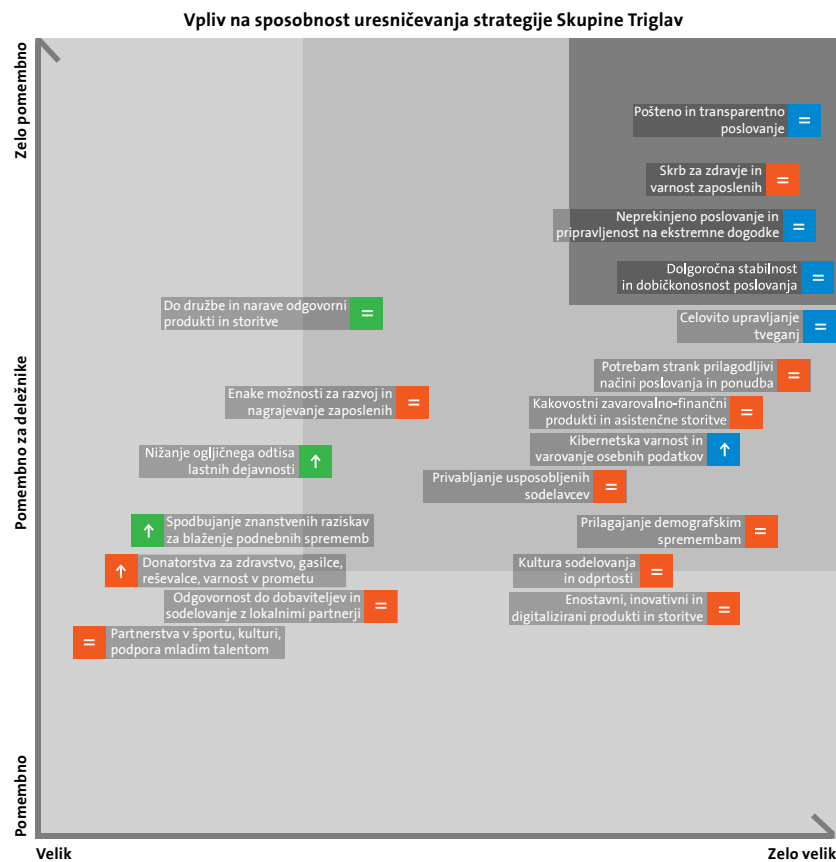 Vpliv na sposobnost uresničevanja strategije Skupine Triglav
Zelo pomembno
Pomembno za deležnike
Pomembno
Pošteno in transparentno
poslovanje
=
Skrb za zdravje in
varnost zaposlenih
=
Neprekinjeno poslovanje in
pripravljenost na ekstremne dogodke
=
Dolgoročna stabilnost
in dobičkonosnost poslovanja
=
Do družbe in narave odgovorni
produkti in storitve
=
Celovito upravljanje
tveganj
=
Potrebam strank prilagodljivi
načini poslovanja in ponudba
=
Enake možnosti za razvoj in
nagrajevanje zaposlenih
=
Kakovostni zavarovalno-finančni
produkti in asistenčne storitve
=
Kibernetska varnost in
varovanje osebnih podatkov
↑
Nižanje ogljičnega odtisa
lastnih dejavnosti
↑
Privabljanje usposobljenih
sodelavcev
=
↑
Spodbujanje znanstvenih raziskav
za blaženje podnebnih sprememb
Prilagajanje demografskim
spremembam
=
↑
Donatorstva za zdravstvo, gasilce,
reševalce, varnost v prometu
Kultura sodelovanja
in odprtosti
=
Odgovornost do dobaviteljev in
sodelovanje z lokalnimi partnerji
=
Enostavni, inovativni in
digitalizirani produkti in storitve
=
=
Partnerstva v športu, kulturi,
podpora mladim talentom
Velik
Zelo velik